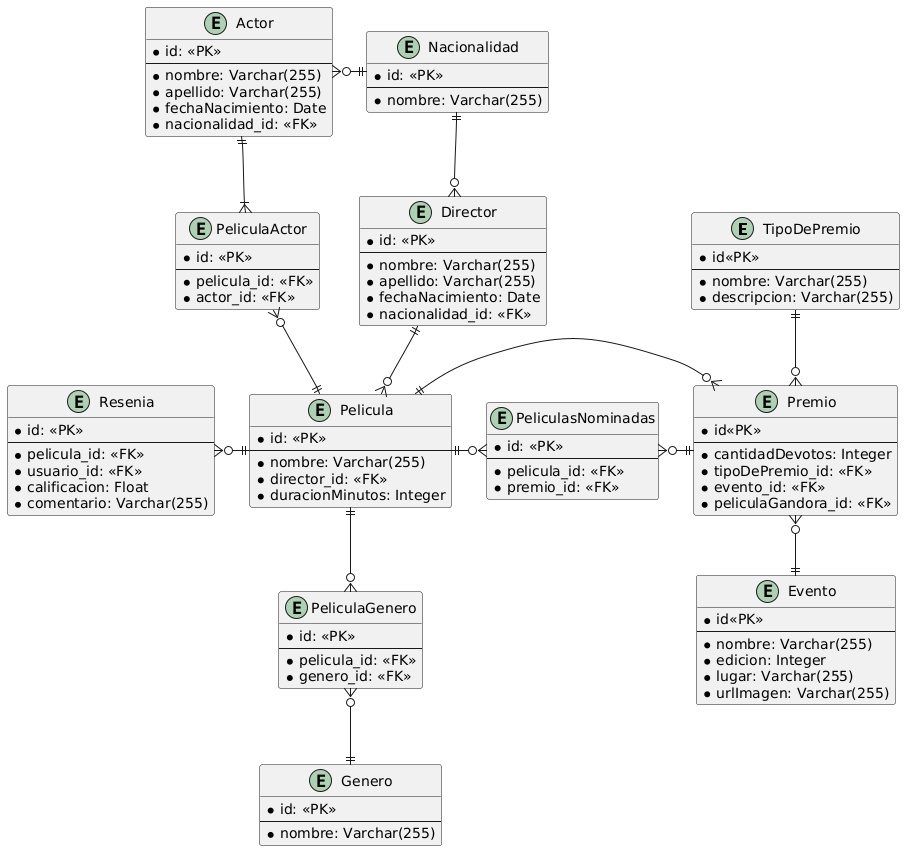 E Actor
id: «PK»
nombre: Varchar(255)
apellido: Varchar(255)
fechaNacimiento: Date
nacionalidad_id: «FK»
E Nacionalidad
id: «PK»
nombre: Varchar(255)
E PeliculaActor
id: «PK»
pelicula_id: «FK»
actor_id: «FK»
E Director
id: «PK»
nombre: Varchar(255)
apellido: Varchar(255)
fechaNacimiento: Date
nacionalidad_id: «FK»
E TipoDePremio
id«PK»
nombre: Varchar(255)
descripcion: Varchar(255)
E Resenia
id: «PK»
pelicula_id: «FK»
usuario_id: «FK»
calificacion: Float
comentario: Varchar(255)
E Pelicula
id: «PK»
nombre: Varchar(255)
director_id: «FK»
duracionMinutos: Integer
E PeliculasNominadas
id: «PK»
pelicula_id: «FK»
premio_id: «FK»
E Premio
id«PK»
cantidadDevotos: Integer
tipoDePremio_id: «FK»
evento_id: «FK»
peliculaGandora_id: «FK»
E PeliculaGenero
id: «PK»
pelicula_id: «FK»
genero_id: «FK»
E Evento
id«PK»
nombre: Varchar(255)
edicion: Integer
lugar: Varchar(255)
urlImagen: Varchar(255)
E Genero
id: «PK»
nombre: Varchar(255)